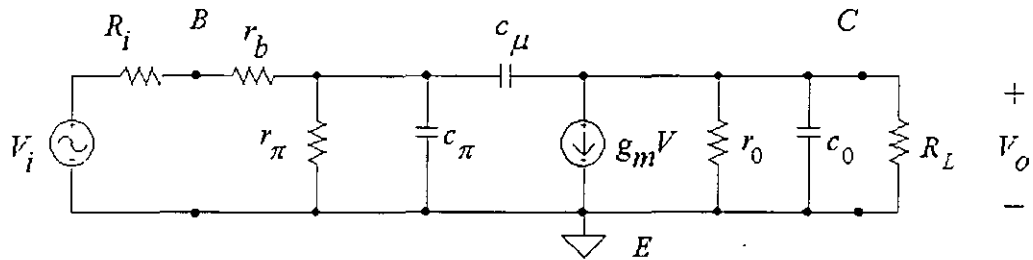 R_i
B
r_b
c_μ
C
V_i
r_π
c_π
g_mV
r_0
c_0
R_L
+
V_o
−
E